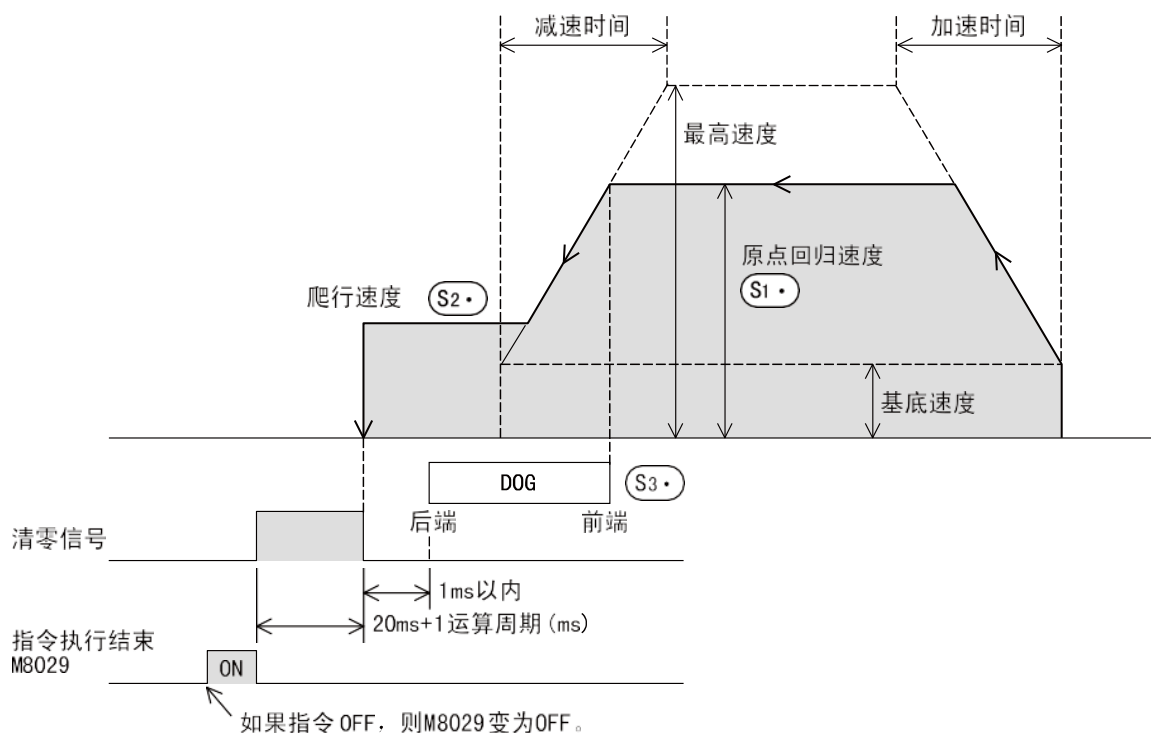 减速时间
加速时间
最高速度
原点回归速度
S1·
爬行速度 S2·
基底速度
DOG S3·
后端 前端
清零信号
1ms以内
20ms+1运算周期(ms)
指令执行结束
M8029
ON
如果指令OFF，则M8029变为OFF。